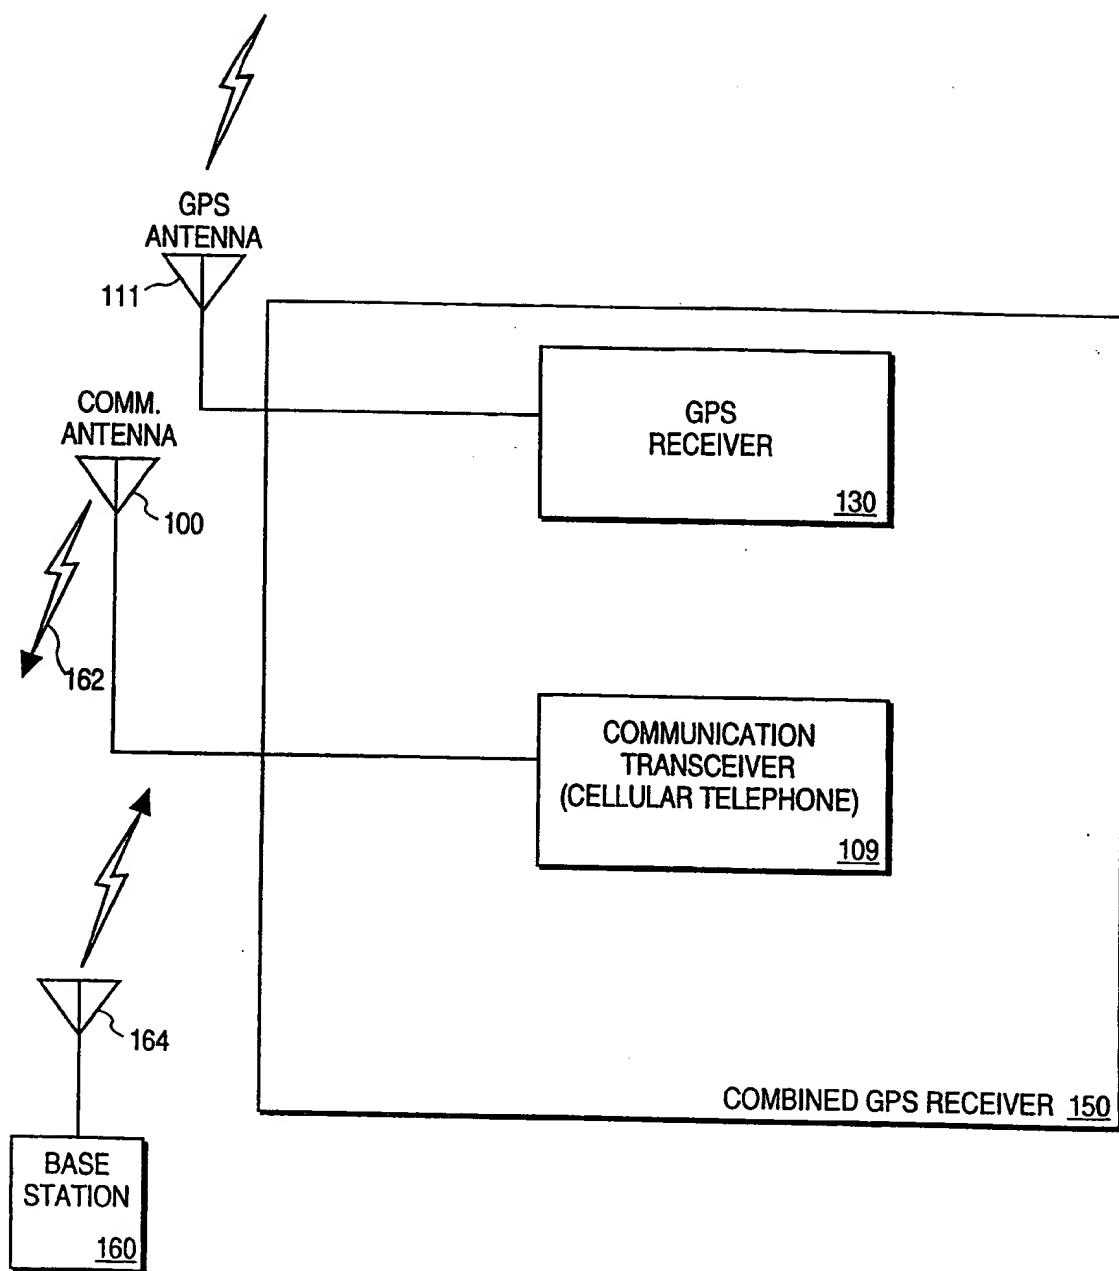 GPS
ANTENNA
111
COMM.
ANTENNA
100
162
GPS
RECEIVER
130
COMMUNICATION
TRANSCEIVER
(CELLULAR TELEPHONE)
109
164
COMBINED GPS RECEIVER 150
BASE
STATION
160